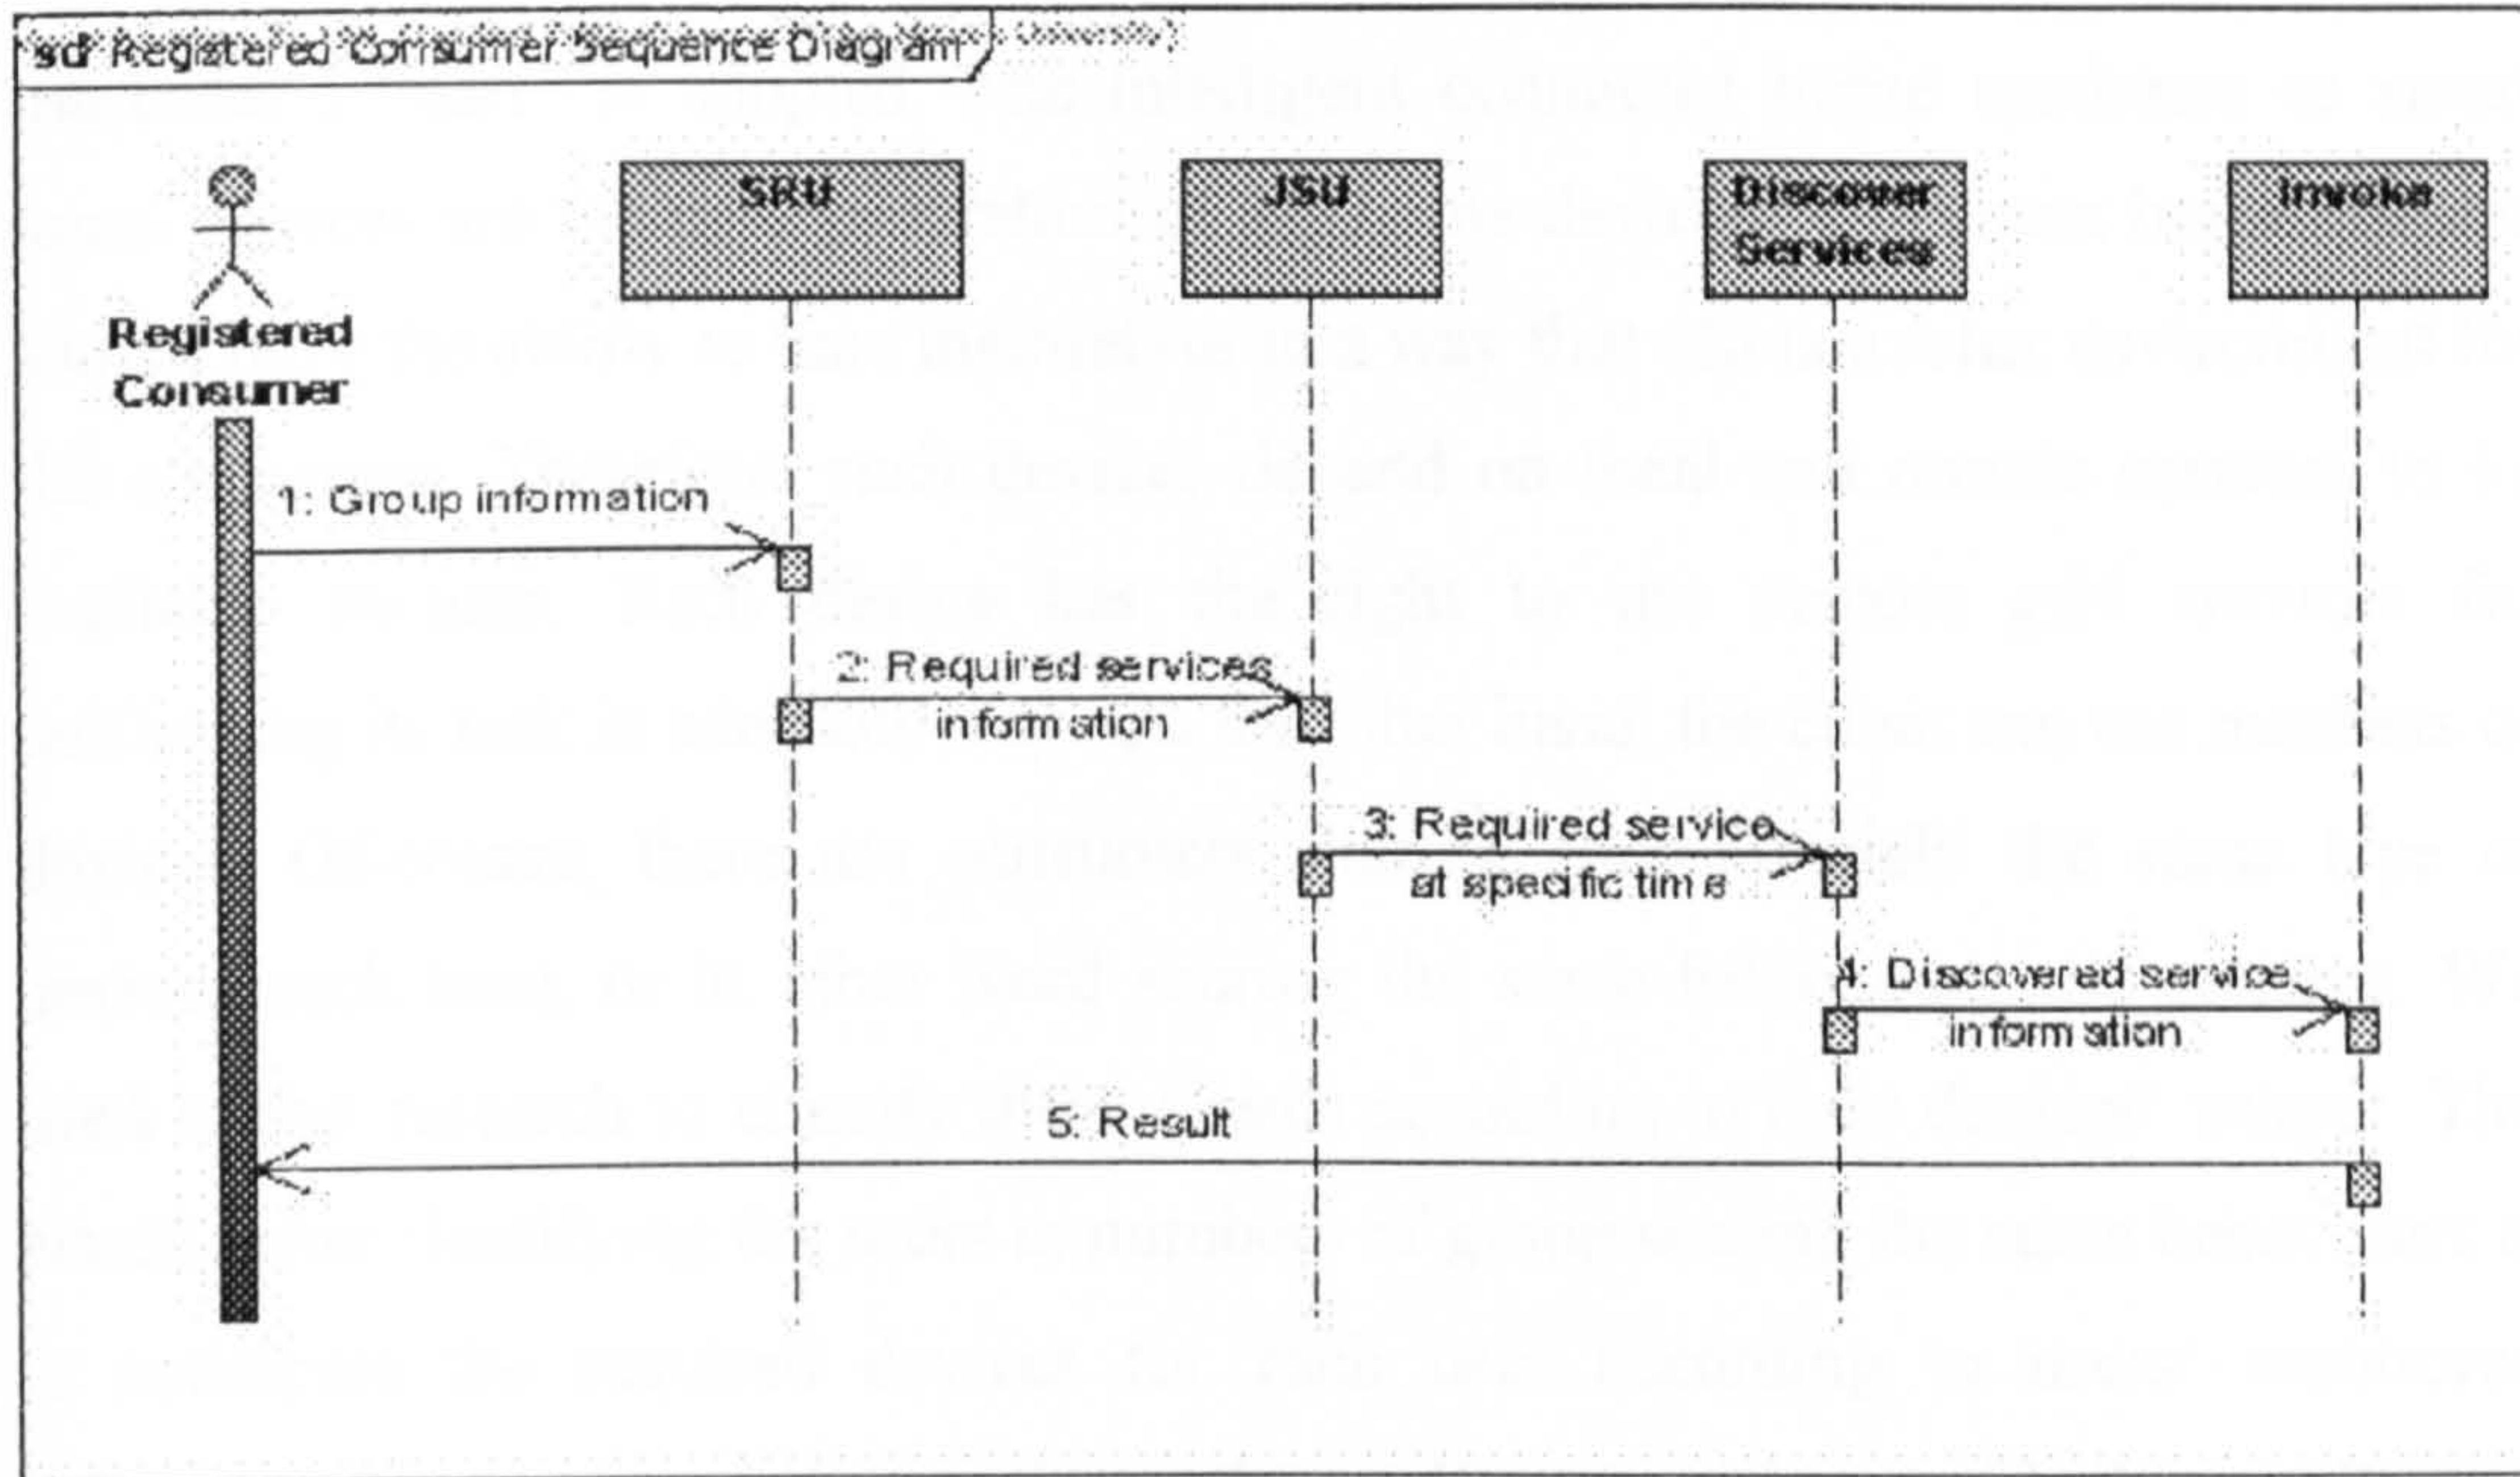 sd Registered Consumer Sequence Diagram University)
SRU
JSU
Discover
Services
Invoke
Registered
Consumer
1: Group information
2: Required services
information
3: Required service
at specific time
4: Discovered service
information
5: Result